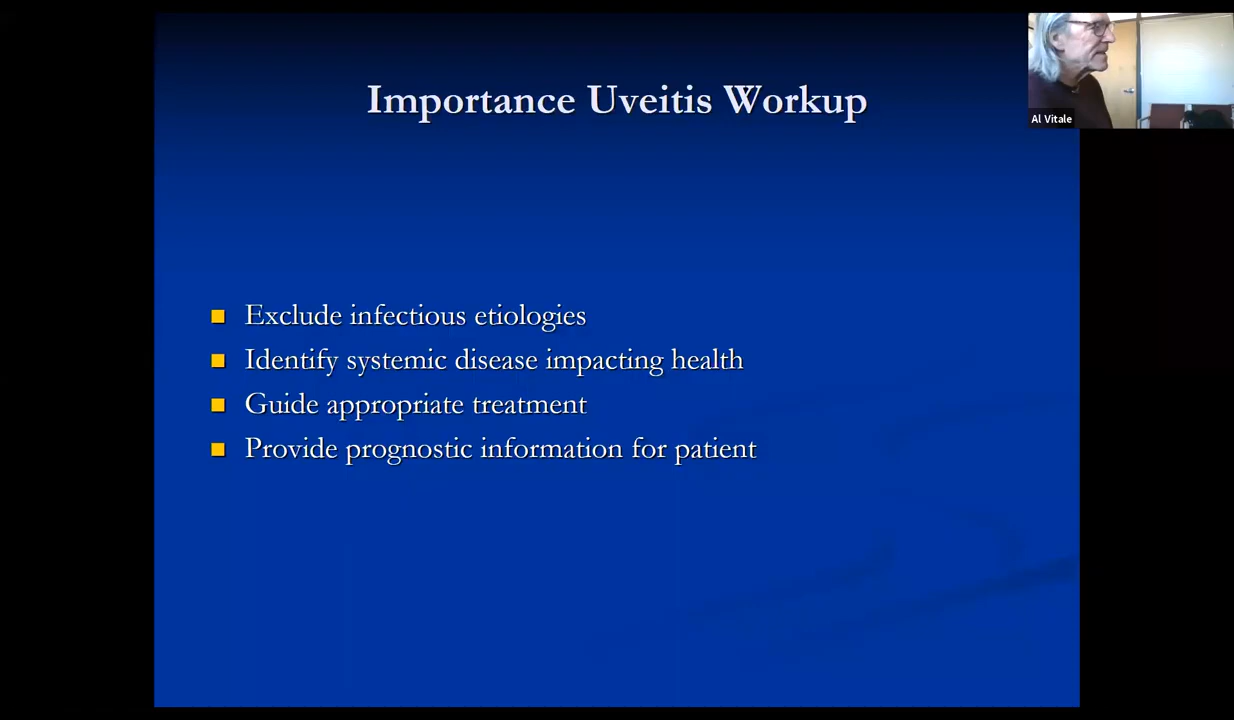 Importance Uveitis Workup
Al Vitale
Exclude infectious etiologies
Identify systemic disease impacting health
Guide appropriate treatment
Provide prognostic information for patient